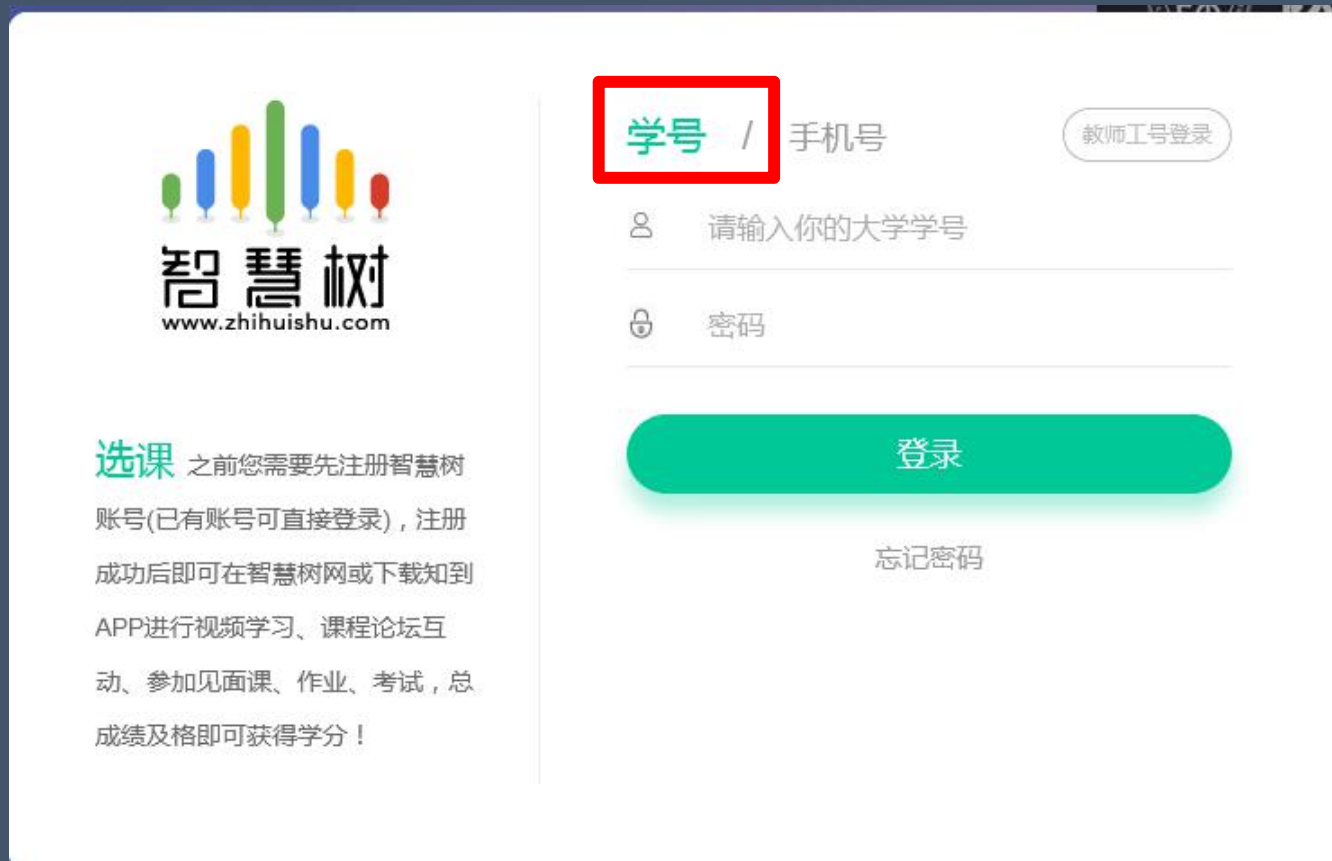 智慧树
www.zhihuishu.com
选课 之前您需要先注册智慧树
账号(已有账号可直接登录)，注册
成功后即可在智慧树网或下载知到
APP进行视频学习、课程论坛互
动、参加见面课、作业、考试，总
成绩及格即可获得学分！
学号 / 手机号 教师工号登录
请输入你的大学学号
密码
登录
忘记密码